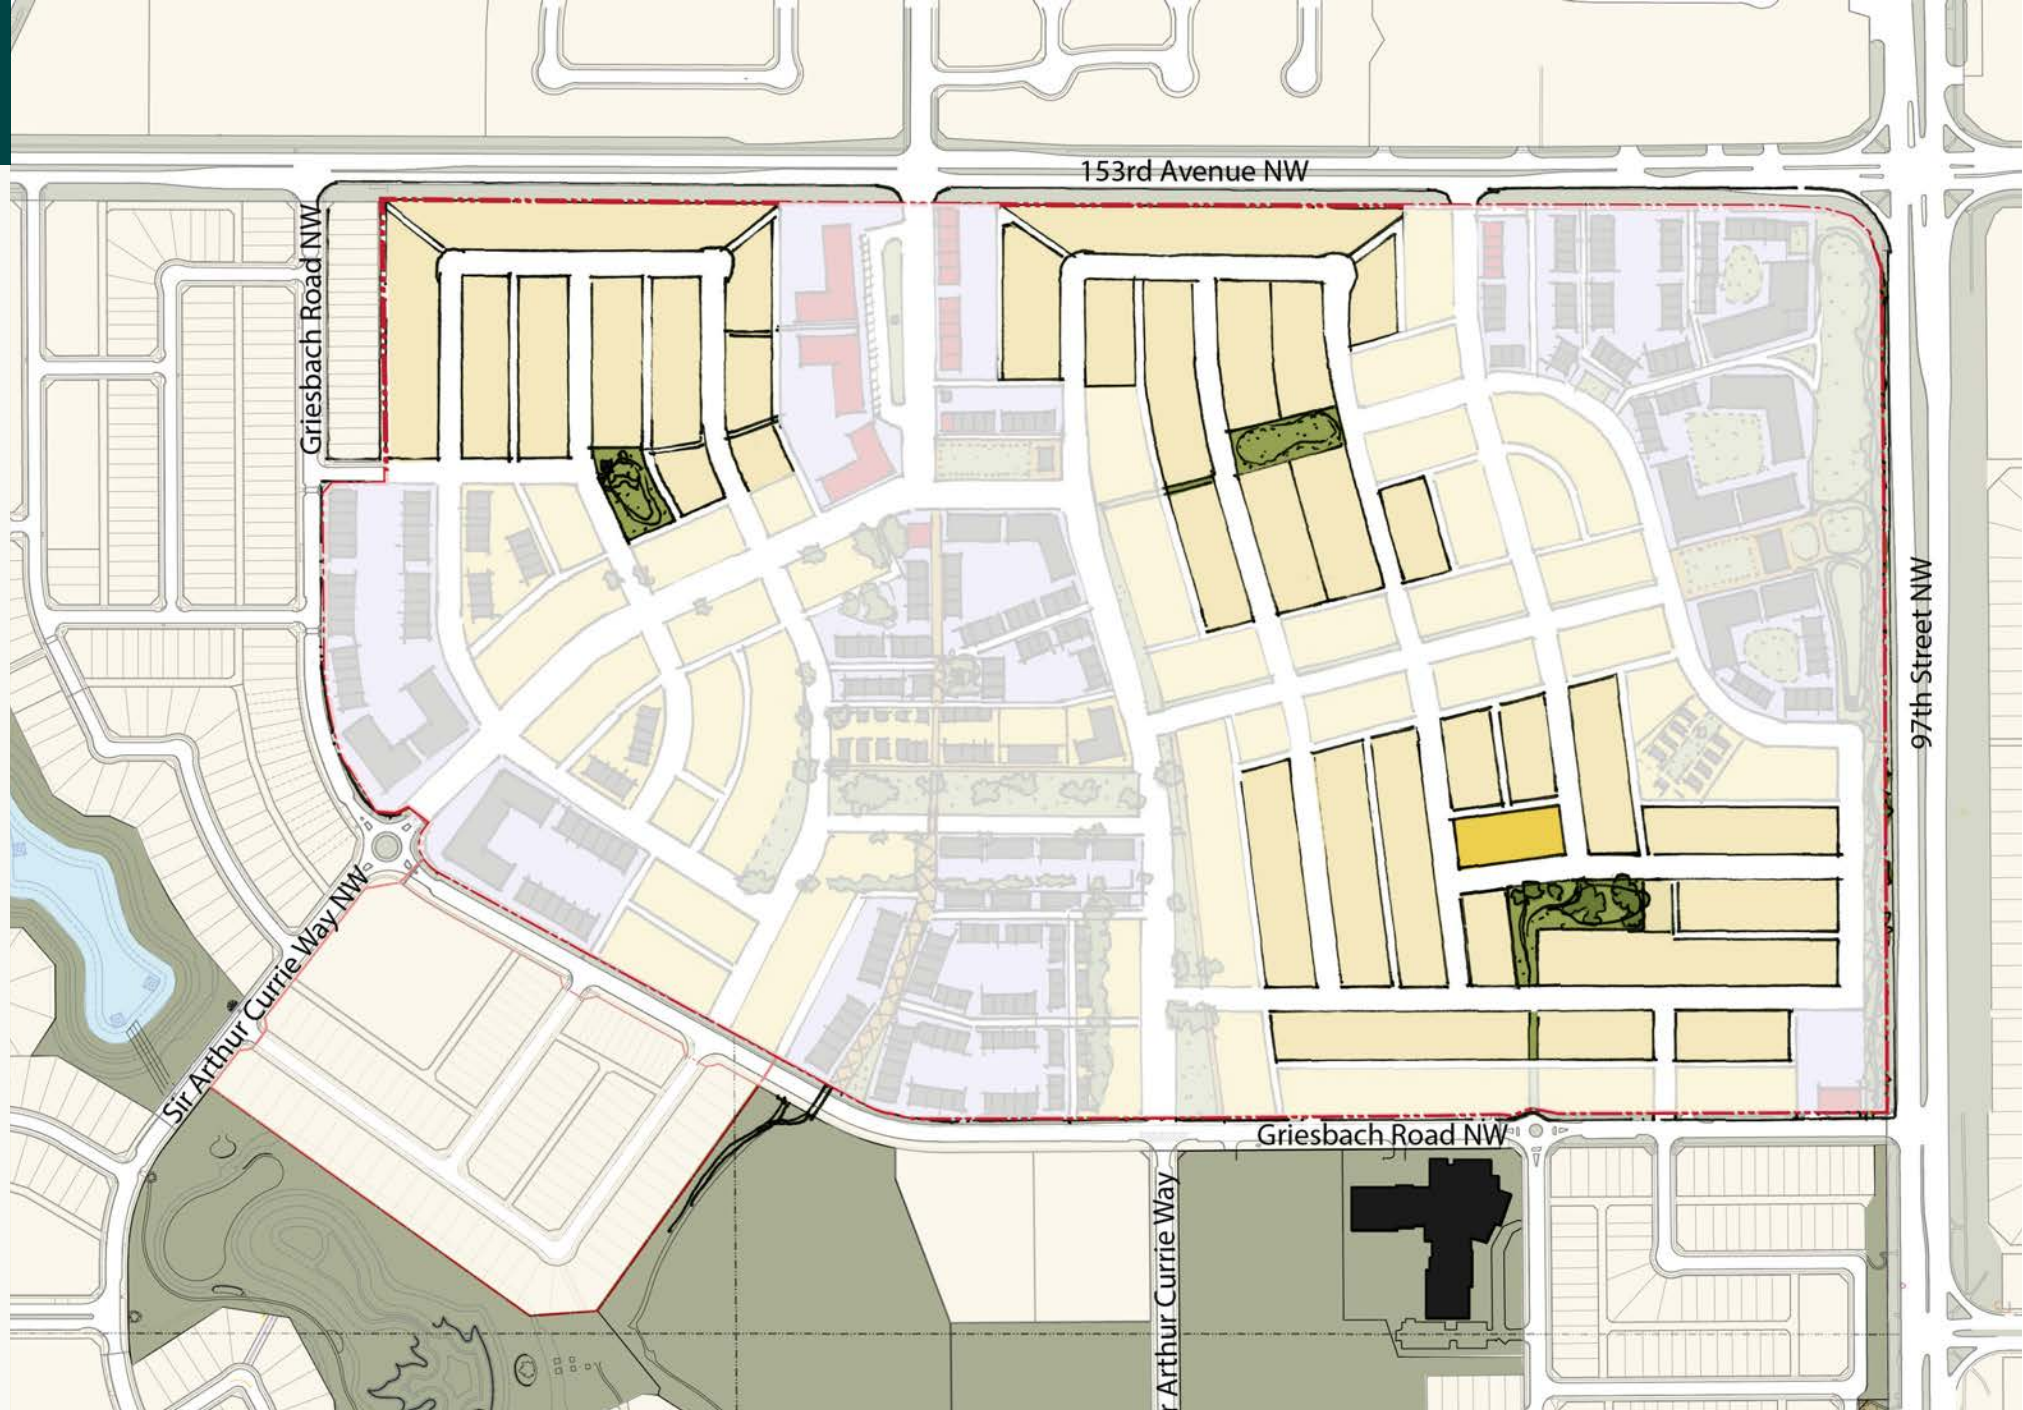 153rd Avenue NW
Griesbach Road NW
97th Street NW
Sir Arthur Currie Way NW
Griesbach Road NW
Arthur Currie Way